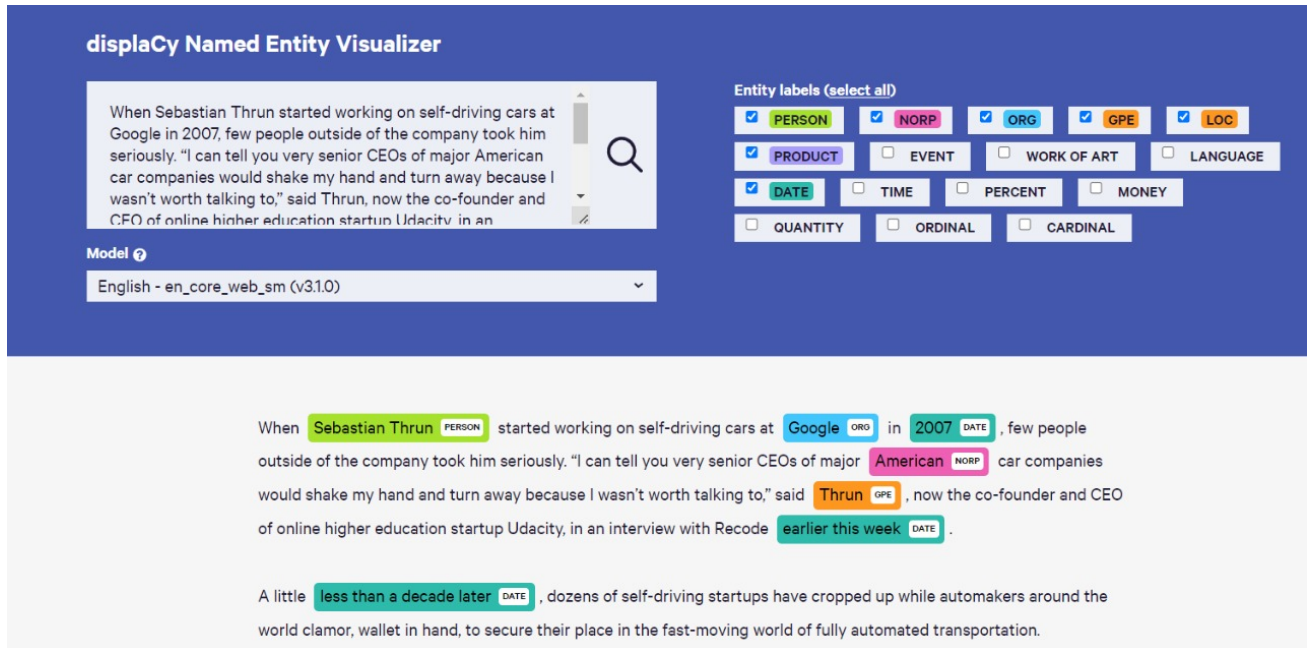 displaCy Named Entity Visualizer
When Sebastian Thrun started working on self-driving cars at
Google in 2007, few people outside of the company took him
seriously. “I can tell you very senior CEOs of major American
car companies would shake my hand and turn away because I
wasn’t worth talking to,” said Thrun, now the co-founder and
CEO of online higher education startup Udacity, in an
Model ?
English - en_core_web_sm (v3.1.0)
Entity labels (select all)
PERSON NORP ORG GPE LOC
PRODUCT EVENT WORK OF ART LANGUAGE
DATE TIME PERCENT MONEY
QUANTITY ORDINAL CARDINAL
When Sebastian Thrun PERSON started working on self-driving cars at Google ORG in 2007 DATE , few people
outside of the company took him seriously. “I can tell you very senior CEOs of major American NORP car companies
would shake my hand and turn away because I wasn’t worth talking to,” said Thrun GPE , now the co-founder and CEO
of online higher education startup Udacity, in an interview with Recode earlier this week DATE .
A little less than a decade later DATE , dozens of self-driving startups have cropped up while automakers around the
world clamor, wallet in hand, to secure their place in the fast-moving world of fully automated transportation.